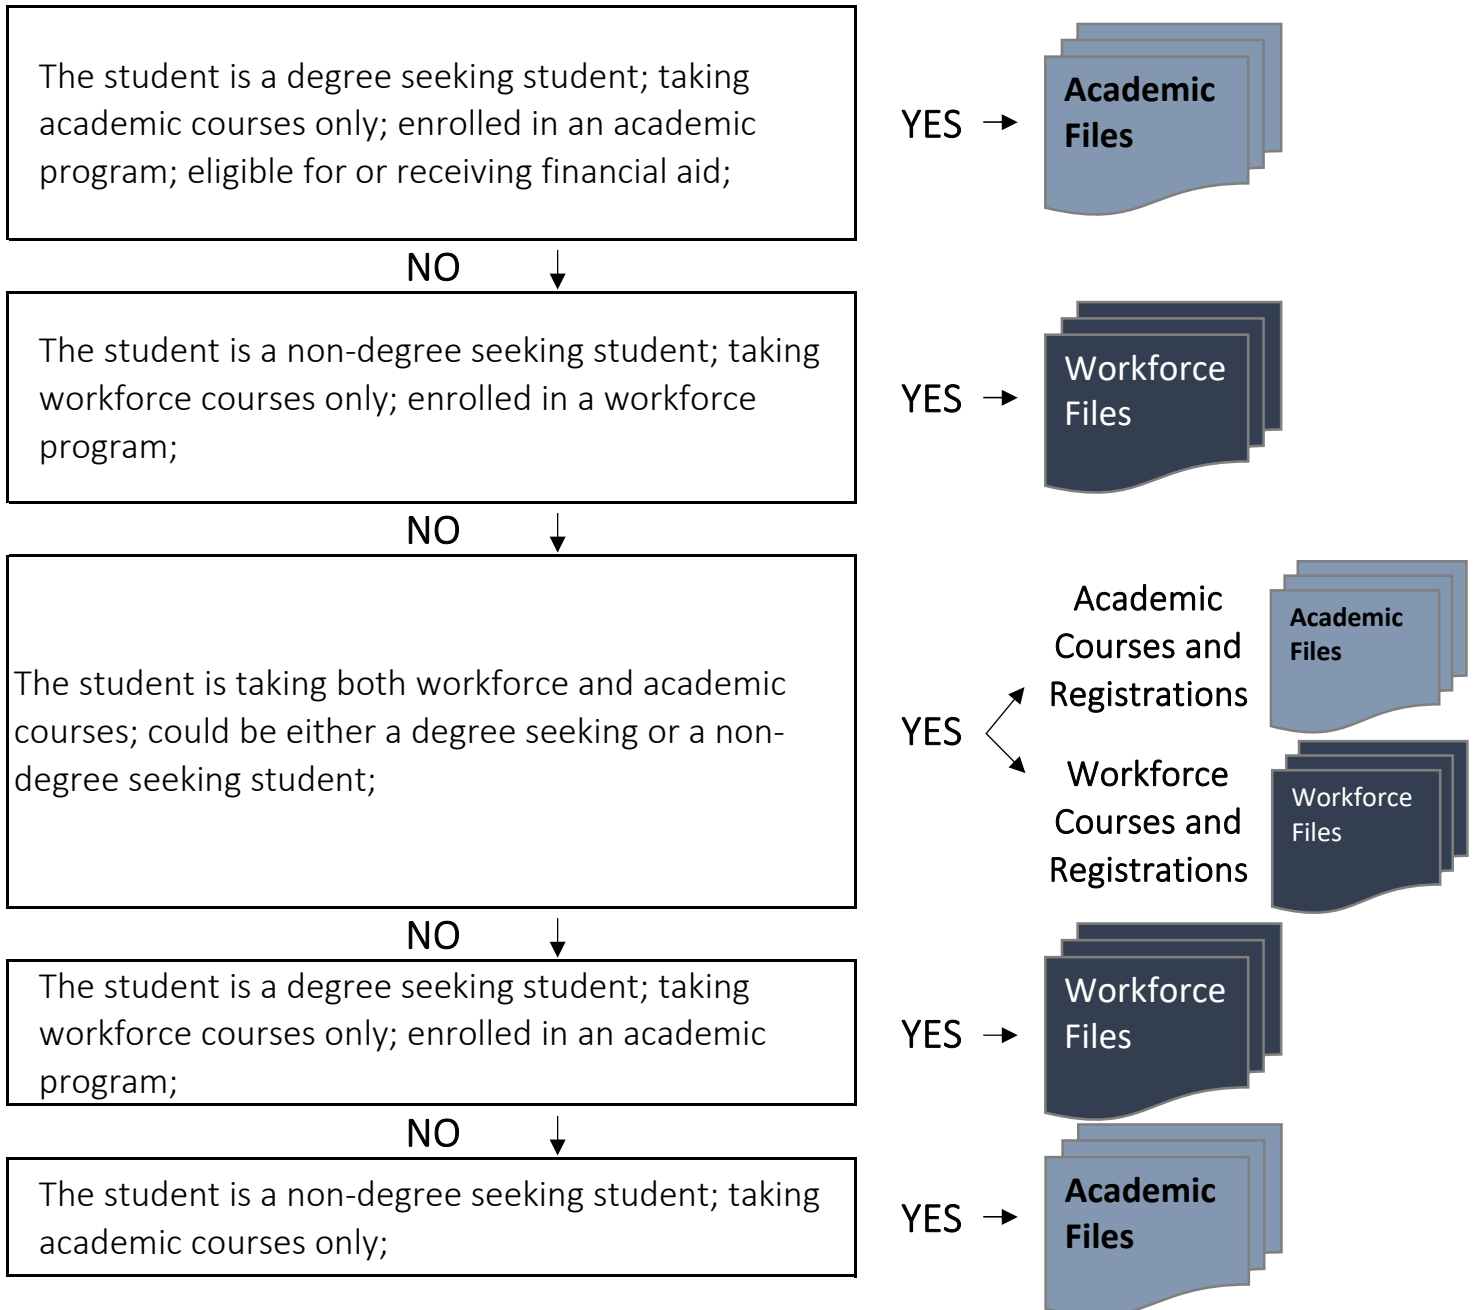 The student is a degree seeking student; taking
academic courses only; enrolled in an academic
program; eligible for or receiving financial aid;
YES
Academic
Files
NO
The student is a non-degree seeking student; taking
workforce courses only; enrolled in a workforce
program;
YES
Workforce
Files
NO
The student is taking both workforce and academic
courses; could be either a degree seeking or a non-
degree seeking student;
YES
Academic
Courses and
Registrations
Academic
Files
Workforce
Courses and
Registrations
Workforce
Files
NO
The student is a degree seeking student; taking
workforce courses only; enrolled in an academic
program;
YES
Workforce
Files
NO
The student is a non-degree seeking student; taking
academic courses only;
YES
Academic
Files